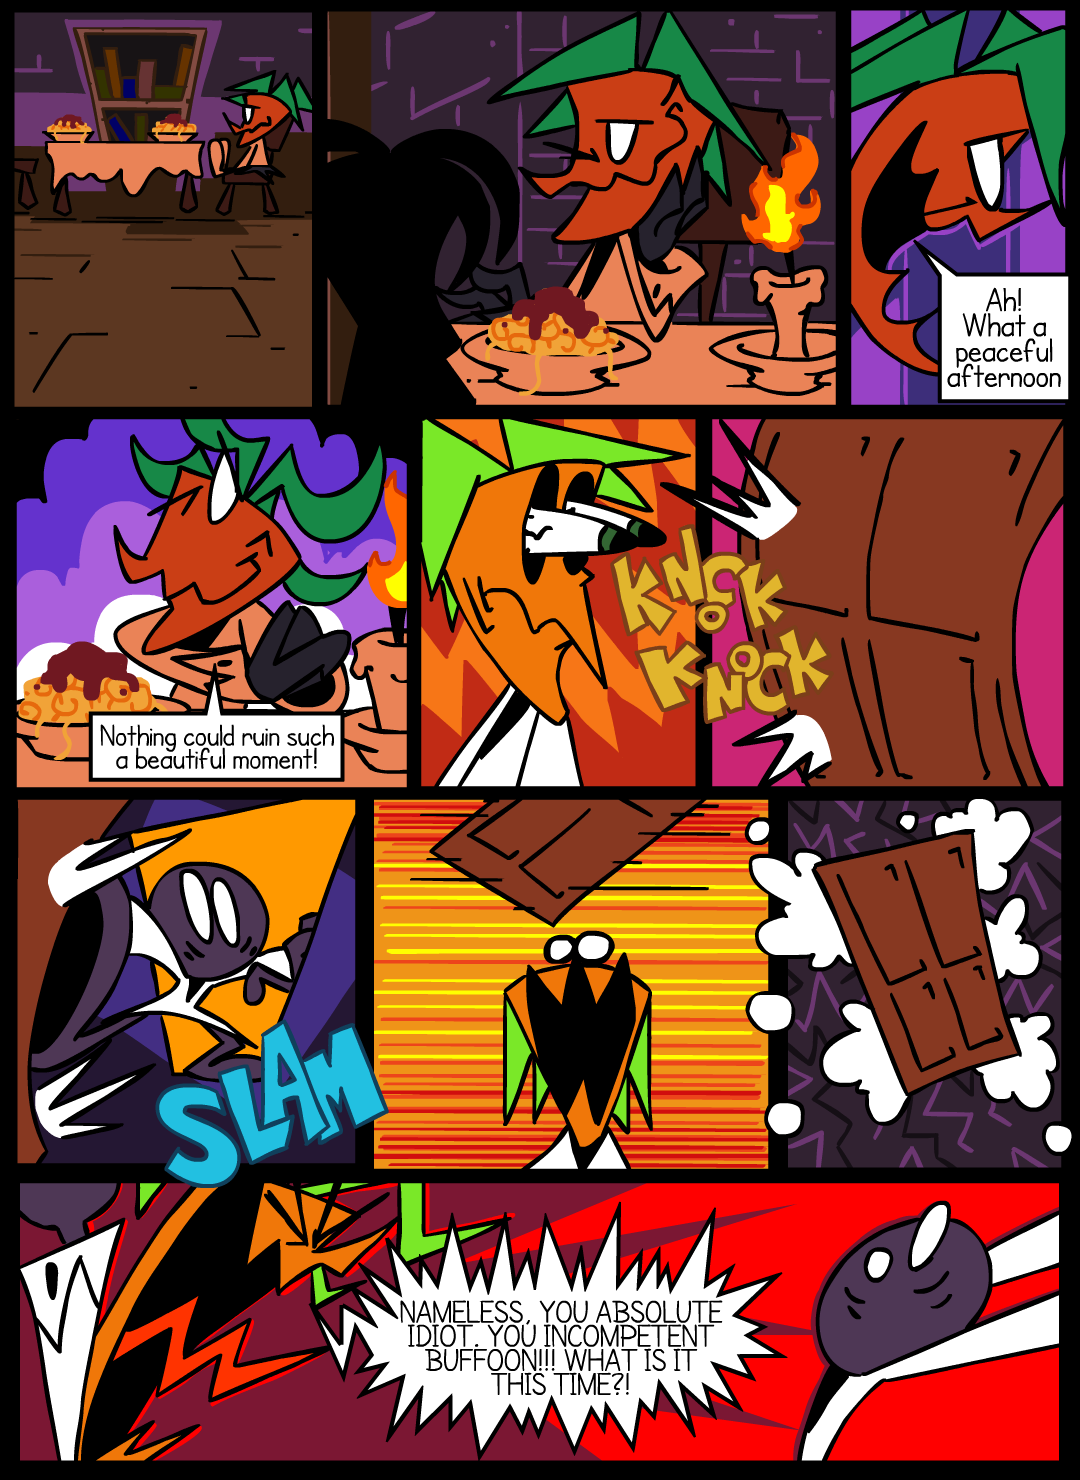 Ah!
What a
peaceful
afternoon
Nothing could ruin such
a beautiful moment!
KNOCK
KNOCK
SLAM
NAMELESS, YOU ABSOLUTE
IDIOT. YOU INCOMPETENT
BUFFOON!!! WHAT IS IT
THIS TIME?!